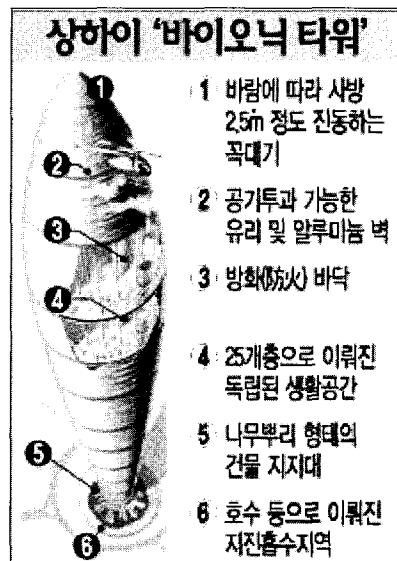 상하이 ‘바이오닉 타워’
1 바람에 따라 사방
2.5m 정도 진동하는
꼭대기
2 공기투과 가능한
유리 및 알루미늄 벽
3 방화(防火) 바닥
4 25개층으로 이뤄진
독립된 생활공간
5 나무뿌리 형태의
건물 지지대
6 호수 등으로 이뤄진
지진흡수지역
1
2
3
4
5
6